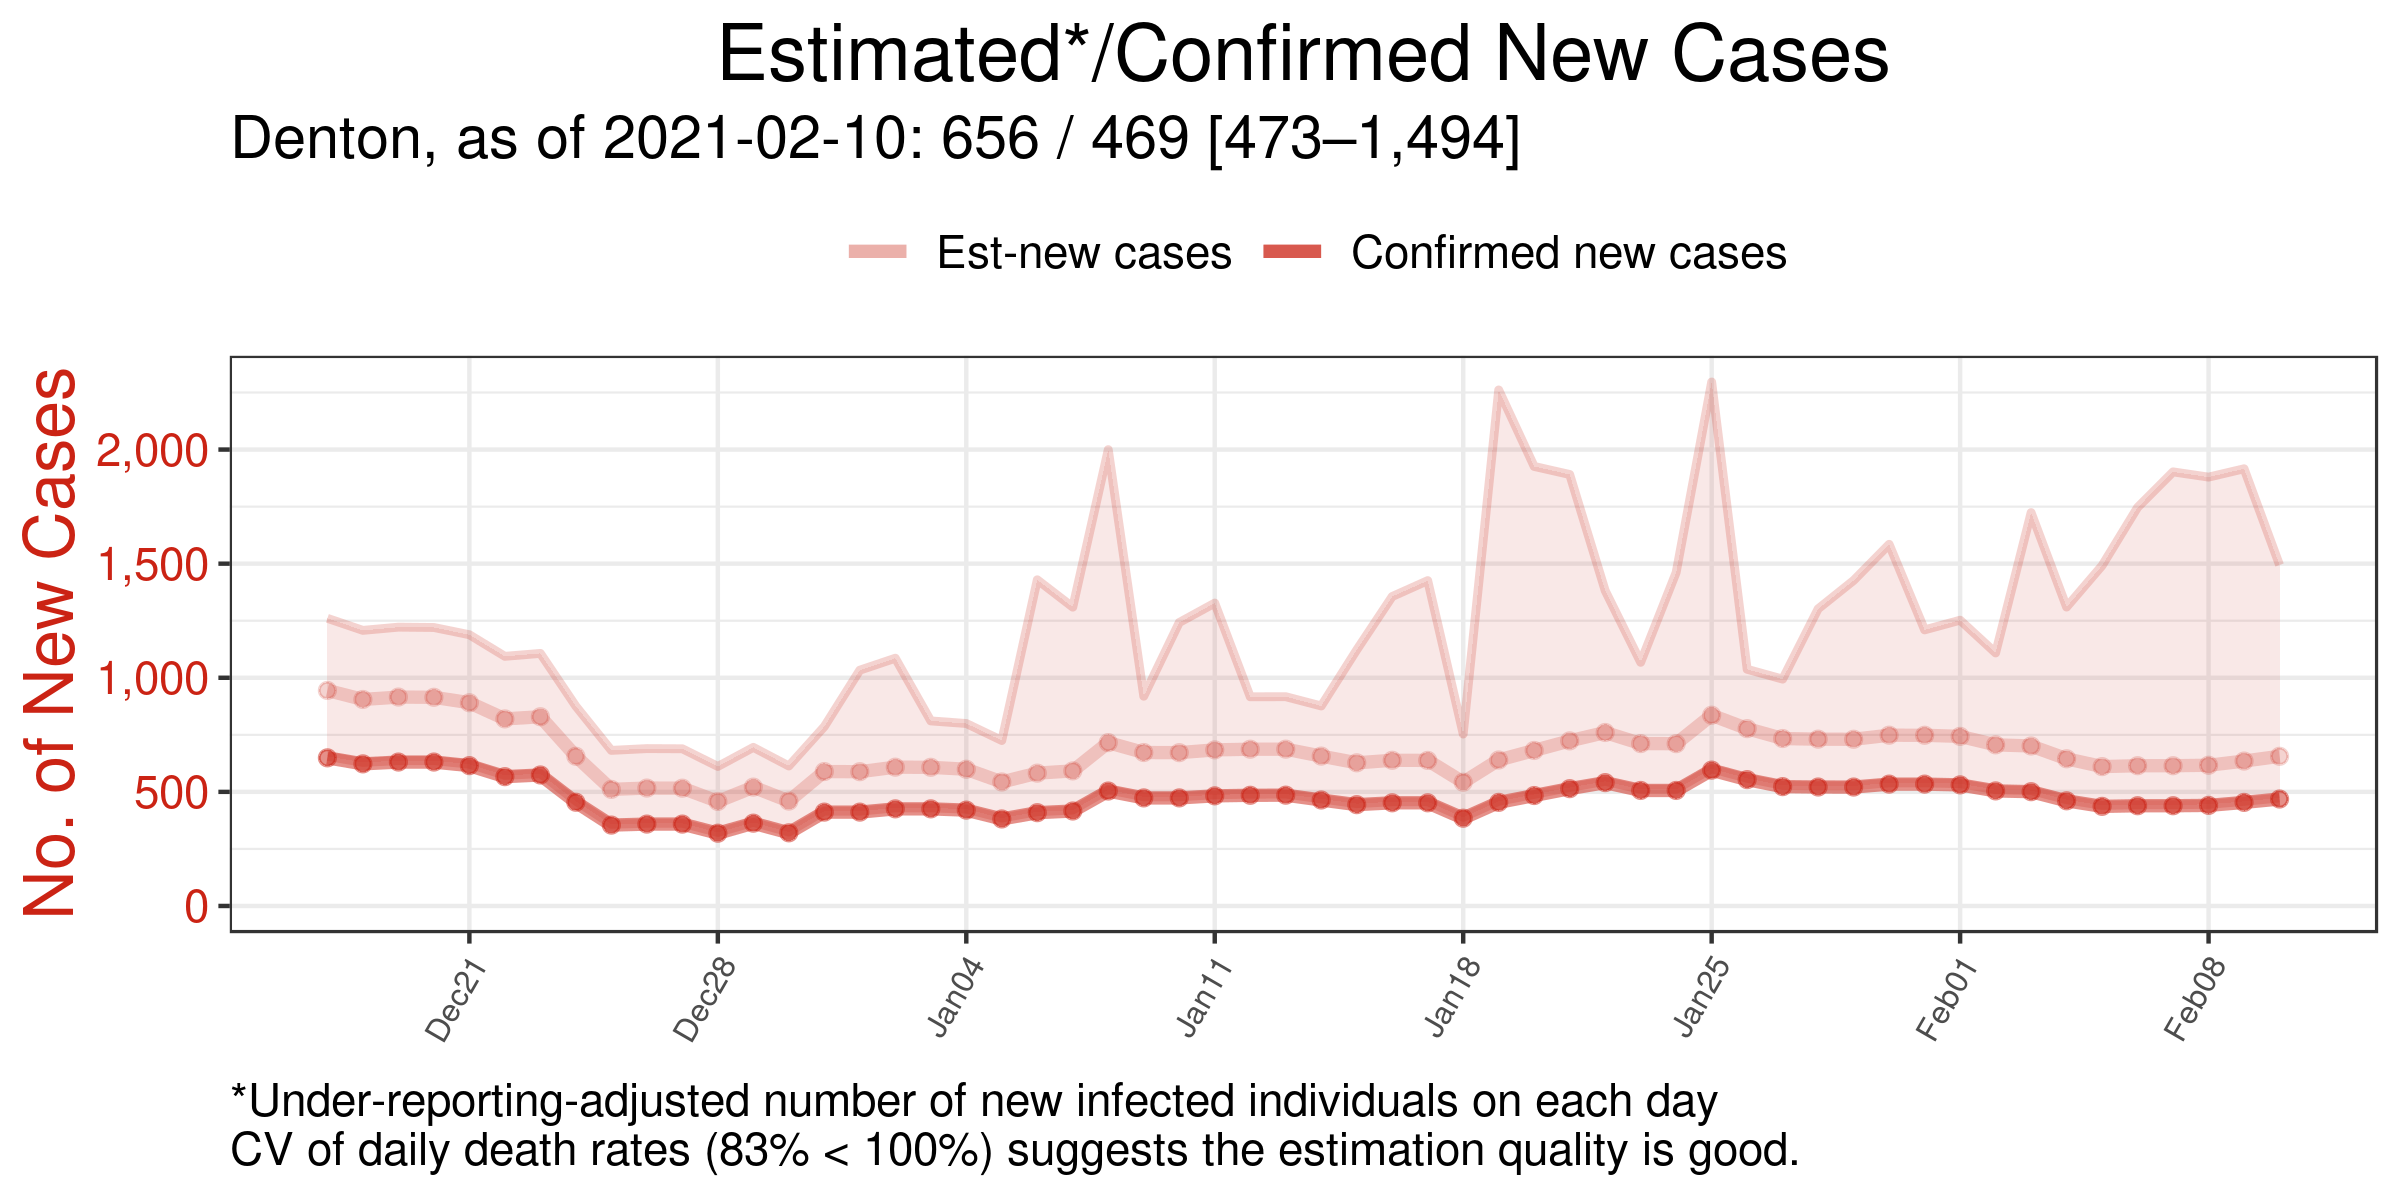 Estimated*/Confirmed New Cases
Denton, as of 2021-02-10: 656 / 469 [473–1,494]
Est-new cases
Confirmed new cases
No. of New Cases
2,000
1,500
1,000
500
0
Dec21
Dec28
Jan04
Jan11
Jan18
Jan25
Feb01
Feb08
*Under-reporting-adjusted number of new infected individuals on each day
CV of daily death rates (83% < 100%) suggests the estimation quality is good.